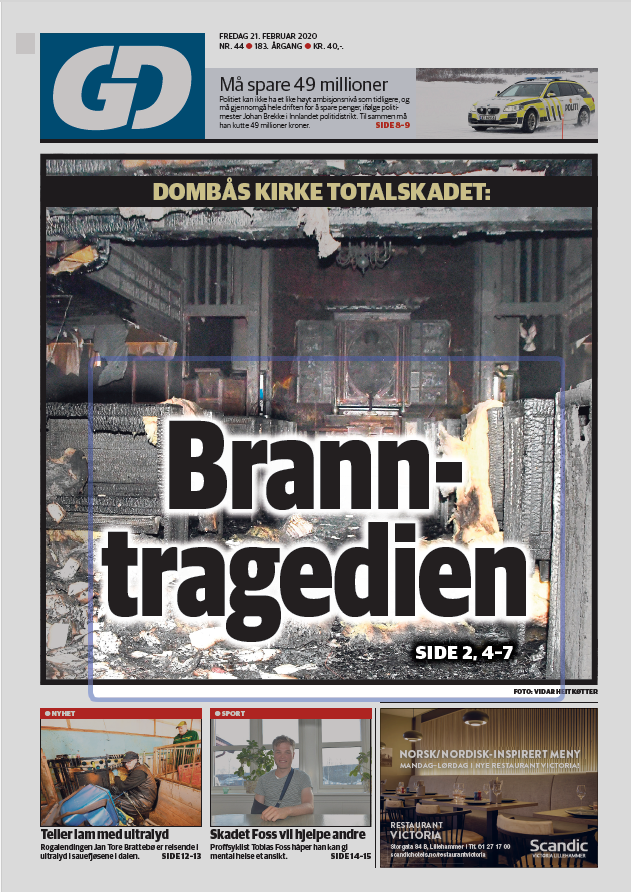 FREDAG 21. FEBRUAR 2020
NR. 44 ● 183. ÅRGANG ● KR. 40,-.
GD
Må spare 49 millioner
Politiet kan ikke ha et like høyt ambisjonsnivå som tidligere, og
må gjennomgå hele driften for å spare penger, ifølge politi-
mester Johan Brekke i Innlandet politidistrikt. Til sammen må
han kutte 49 millioner kroner.
SIDE 8-9
POLITI
DOMBÅS KIRKE TOTALSKADET:
Brann-
tragedien
SIDE 2, 4-7
FOTO: VIDAR HEITKØTTER
● NYHET
Teller lam med ultralyd
Rogalendingen Jan Tore Brattebø er reisende i
ultralyd i sauefjøsene i dalen.
SIDE 12-13
● SPORT
Skadet Foss vil hjelpe andre
Proffsyklist Tobias Foss håper han kan gi
mental helse et ansikt.
SIDE 14-15
NORSK/NORDISK-INSPIRERT MENY
MANDAG-LØRDAG I NYE RESTAURANT VICTORIA!
RESTAURANT
VICTORIA
Storgata 84 B, Lillehammer | Tlf. 61 27 17 00
scandichotels.no/restaurantvictoria
Scandic
VICTORIA LILLEHAMMER